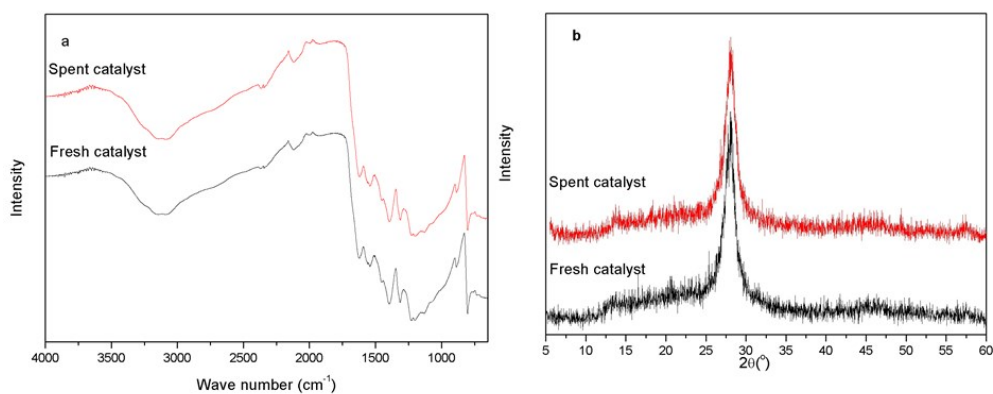 a
Spent catalyst
Fresh catalyst
Intensity
4000 3500 3000 2500 2000 1500 1000
Wave number (cm⁻¹)
b
Spent catalyst
Fresh catalyst
Intensity
5 10 15 20 25 30 35 40 45 50 55 60
2θ(°)